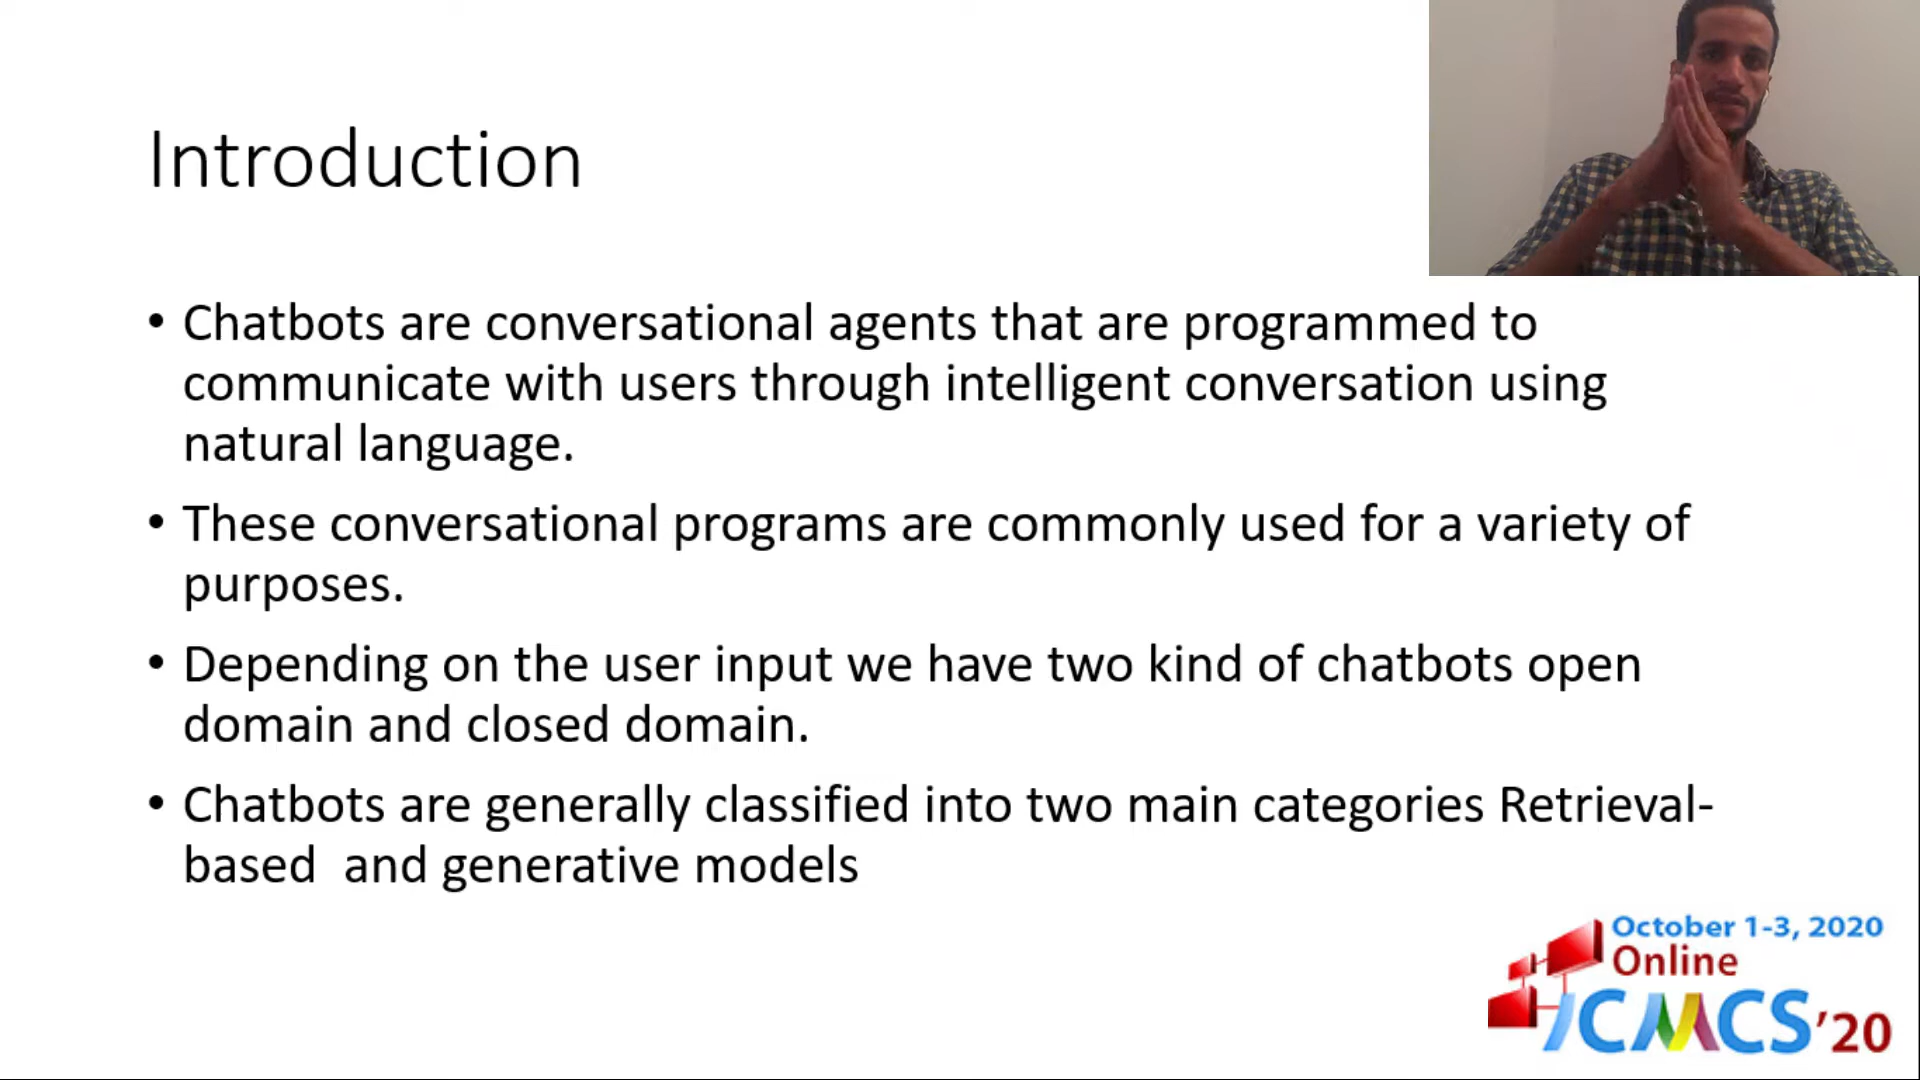 Introduction
• Chatbots are conversational agents that are programmed to
communicate with users through intelligent conversation using
natural language.
• These conversational programs are commonly used for a variety of
purposes.
• Depending on the user input we have two kind of chatbots open
domain and closed domain.
• Chatbots are generally classified into two main categories Retrieval-
based  and generative models
October 1-3, 2020
Online
ICMCS'20